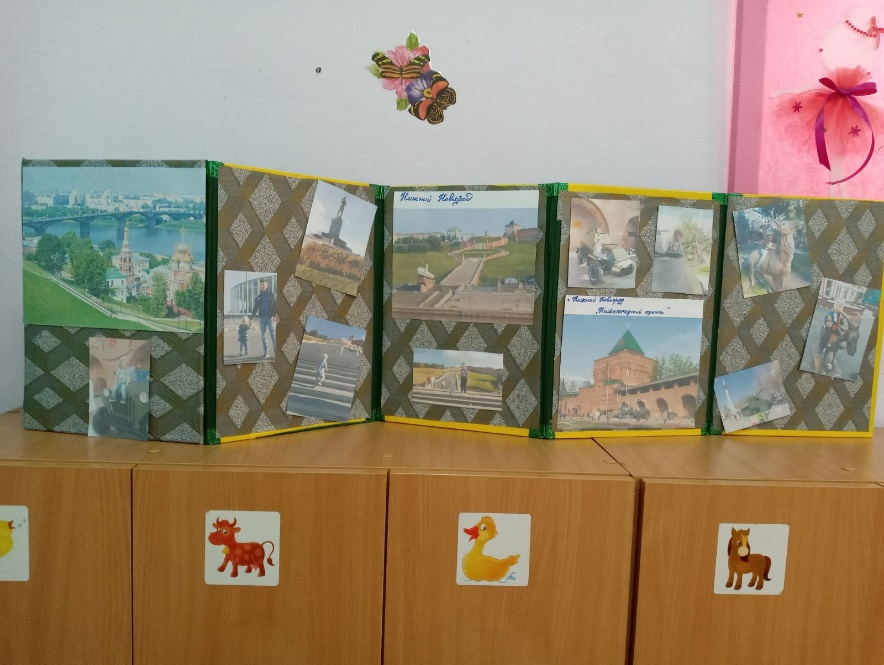 Нижний Новгород
г. Нижний Новгород
"Нижегородский кремль"